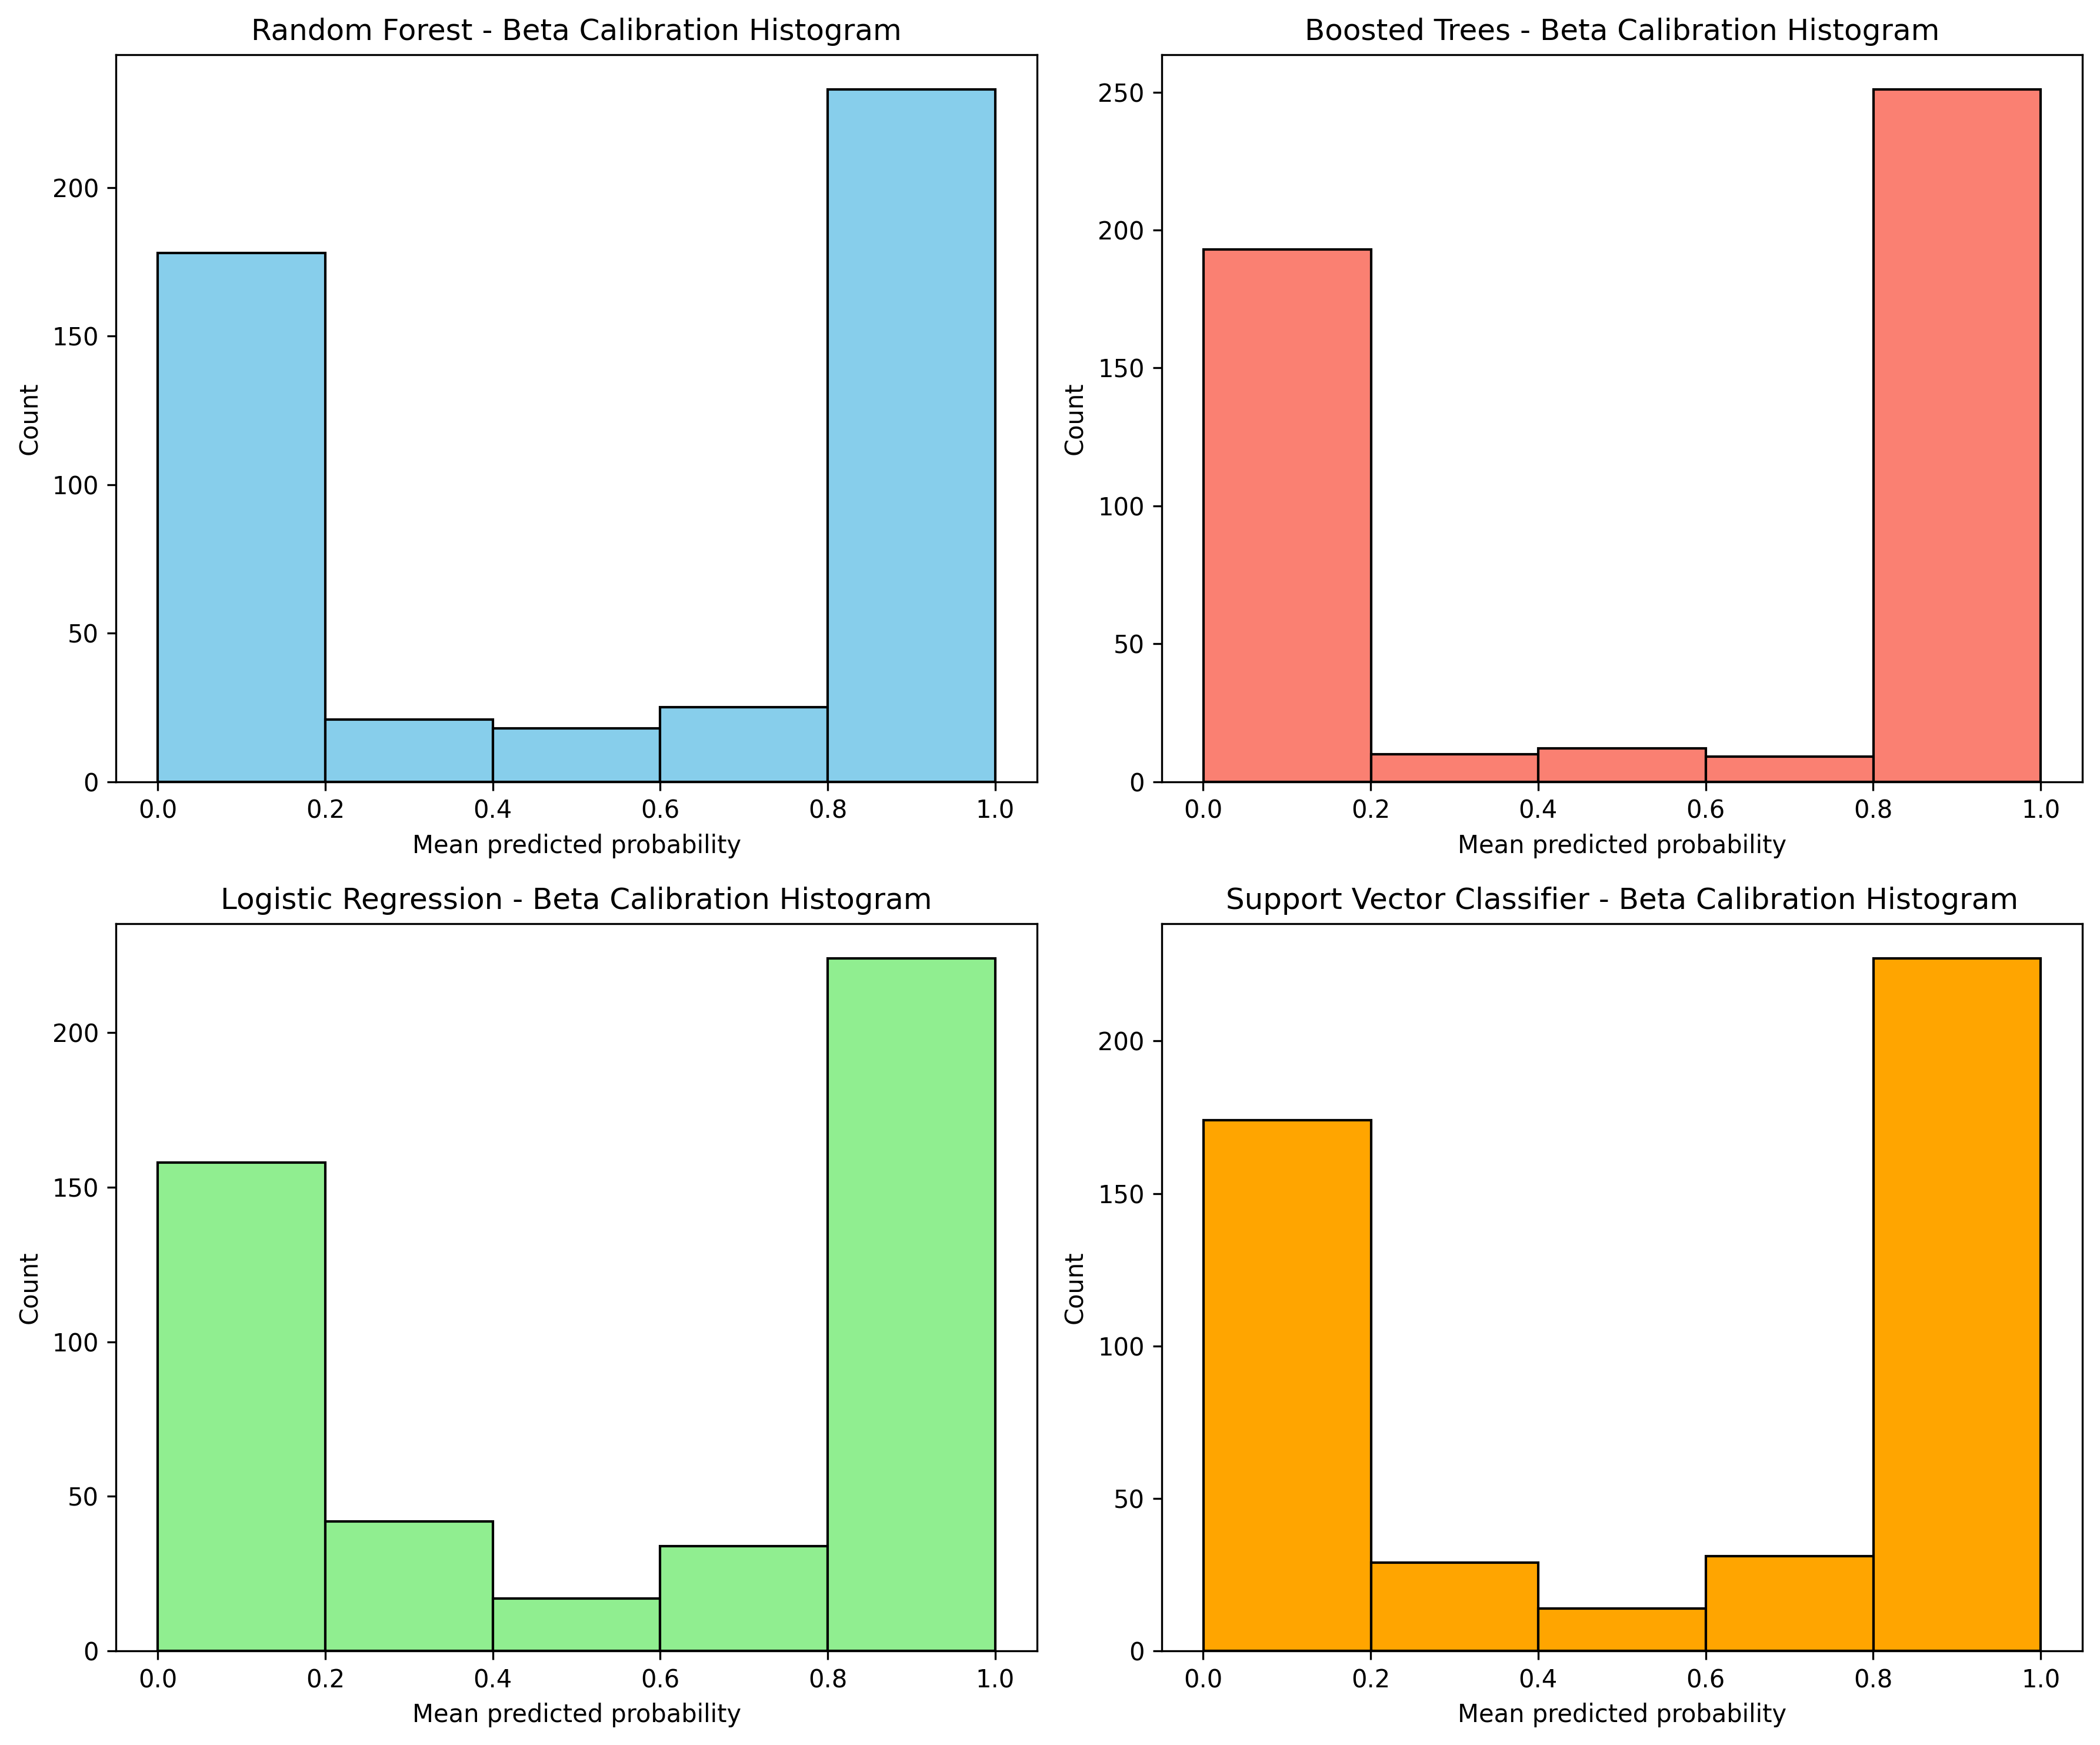 Random Forest - Beta Calibration Histogram
Count
200
150
100
50
0
0.0 0.2 0.4 0.6 0.8 1.0
Mean predicted probability
Boosted Trees - Beta Calibration Histogram
Count
250
200
150
100
50
0
0.0 0.2 0.4 0.6 0.8 1.0
Mean predicted probability
Logistic Regression - Beta Calibration Histogram
Count
200
150
100
50
0
0.0 0.2 0.4 0.6 0.8 1.0
Mean predicted probability
Support Vector Classifier - Beta Calibration Histogram
Count
200
150
100
50
0
0.0 0.2 0.4 0.6 0.8 1.0
Mean predicted probability